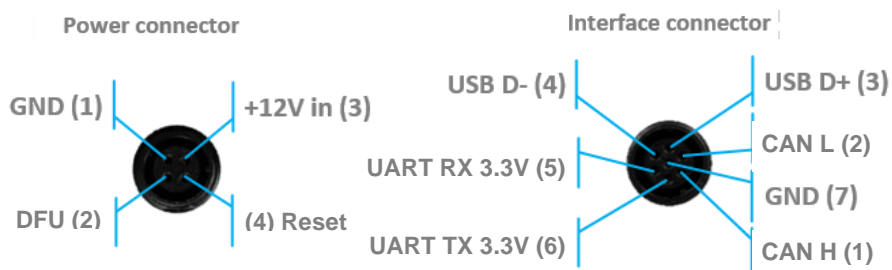 Power connector
GND (1)
+12V in (3)
DFU (2)
(4) Reset
Interface connector
USB D- (4)
USB D+ (3)
UART RX 3.3V (5)
CAN L (2)
GND (7)
UART TX 3.3V (6)
CAN H (1)